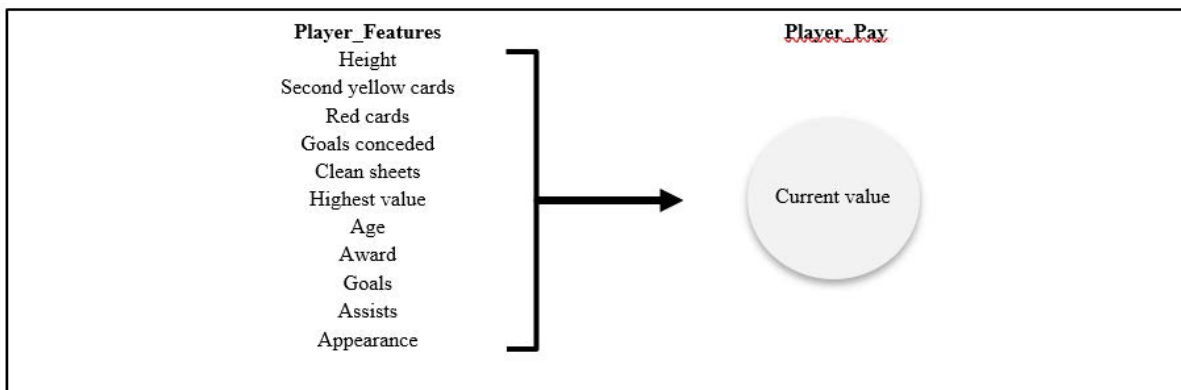 Player_Features
Height
Second yellow cards
Red cards
Goals conceded
Clean sheets
Highest value
Age
Award
Goals
Assists
Appearance
Player_Pay
Current value